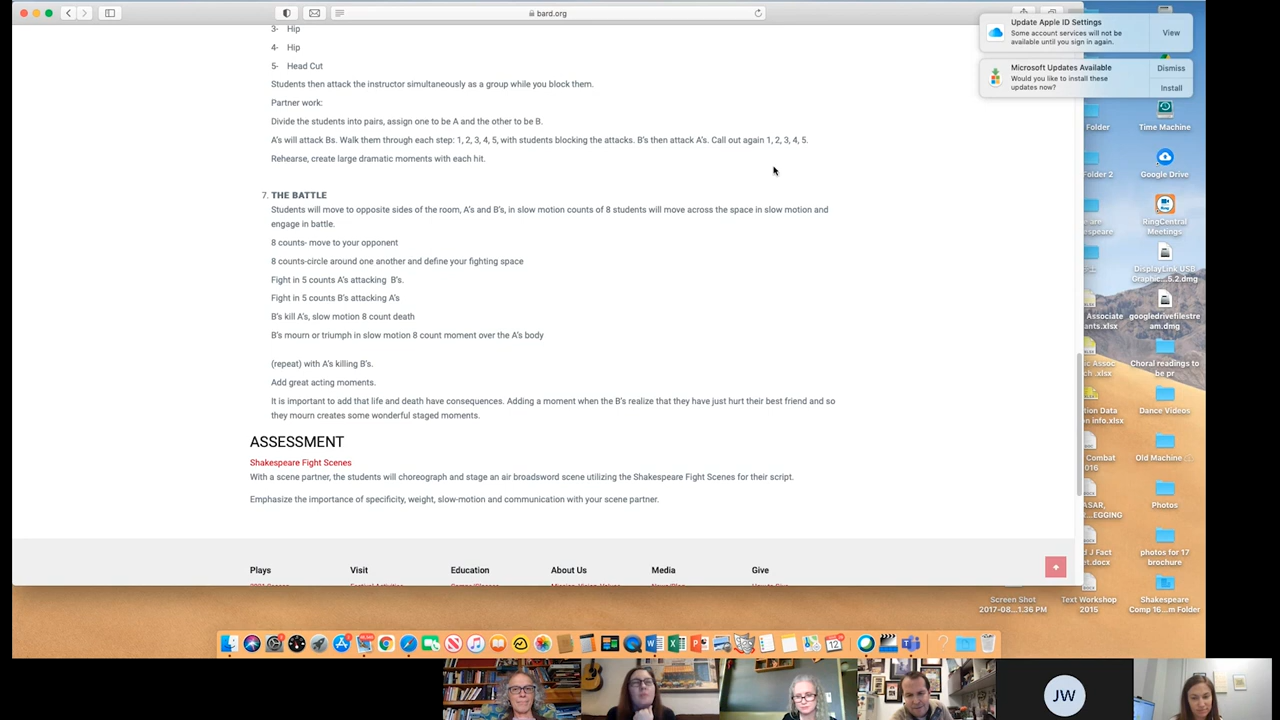 bard.org
Update Apple ID Settings
Some account services will not be
available until you sign in again.
View
Microsoft Updates Available
Would you like to install these
updates now?
Dismiss
Install
3- Hip
4- Hip
5- Head Cut
Students then attack the instructor simultaneously as a group while you block them.
Partner work:
Divide the students into pairs, assign one to be A and the other to be B.
A's will attack Bs. Walk them through each step: 1, 2, 3, 4, 5, with students blocking the attacks. B's then attack A's. Call out again 1, 2, 3, 4, 5.
Rehearse, create large dramatic moments with each hit.
7. THE BATTLE
Students will move to opposite sides of the room, A's and B's, in slow motion counts of 8 students will move across the space in slow motion and
engage in battle.
8 counts- move to your opponent
8 counts-circle around one another and define your fighting space
Fight in 5 counts A's attacking B's.
Fight in 5 counts B's attacking A's
B's kill A's, slow motion 8 count death
B's mourn or triumph in slow motion 8 count moment over the A's body
(repeat) with A's killing B's.
Add great acting moments.
It is important to add that life and death have consequences. Adding a moment when the B's realize that they have just hurt their best friend and so
they mourn creates some wonderful staged moments.
ASSESSMENT
Shakespeare Fight Scenes
With a scene partner, the students will choreograph and stage an air broadsword scene utilizing the Shakespeare Fight Scenes for their script.
Emphasize the importance of specificity, weight, slow-motion and communication with your scene partner.
Plays Visit Education About Us Media Give
Folder
Time Machine
Folder 2
Google Drive
RingCentral
Meetings
DisplayLink USB
Graphic...5.2.dmg
Associate
googledrivefilestre
am.dmg
Choral readings to
be pr
Dance Videos
Combat
2016
Old Machine ...
Photos
photos for 17
brochure
Screen Shot
2017-08...1.36 PM
Text Workshop
2015
Shakespeare
Comp 16...m Folder
JW